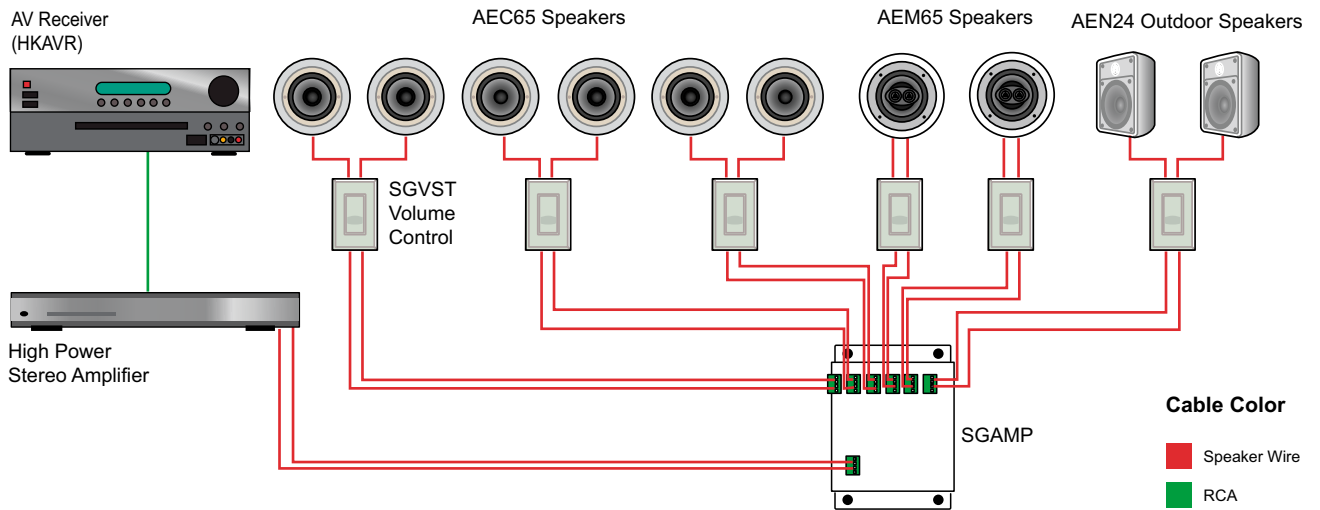 AV Receiver
(HKAVR)
AEC65 Speakers
AEM65 Speakers
AEN24 Outdoor Speakers
SGVST
Volume
Control
High Power
Stereo Amplifier
SGAMP
Cable Color
Speaker Wire
RCA